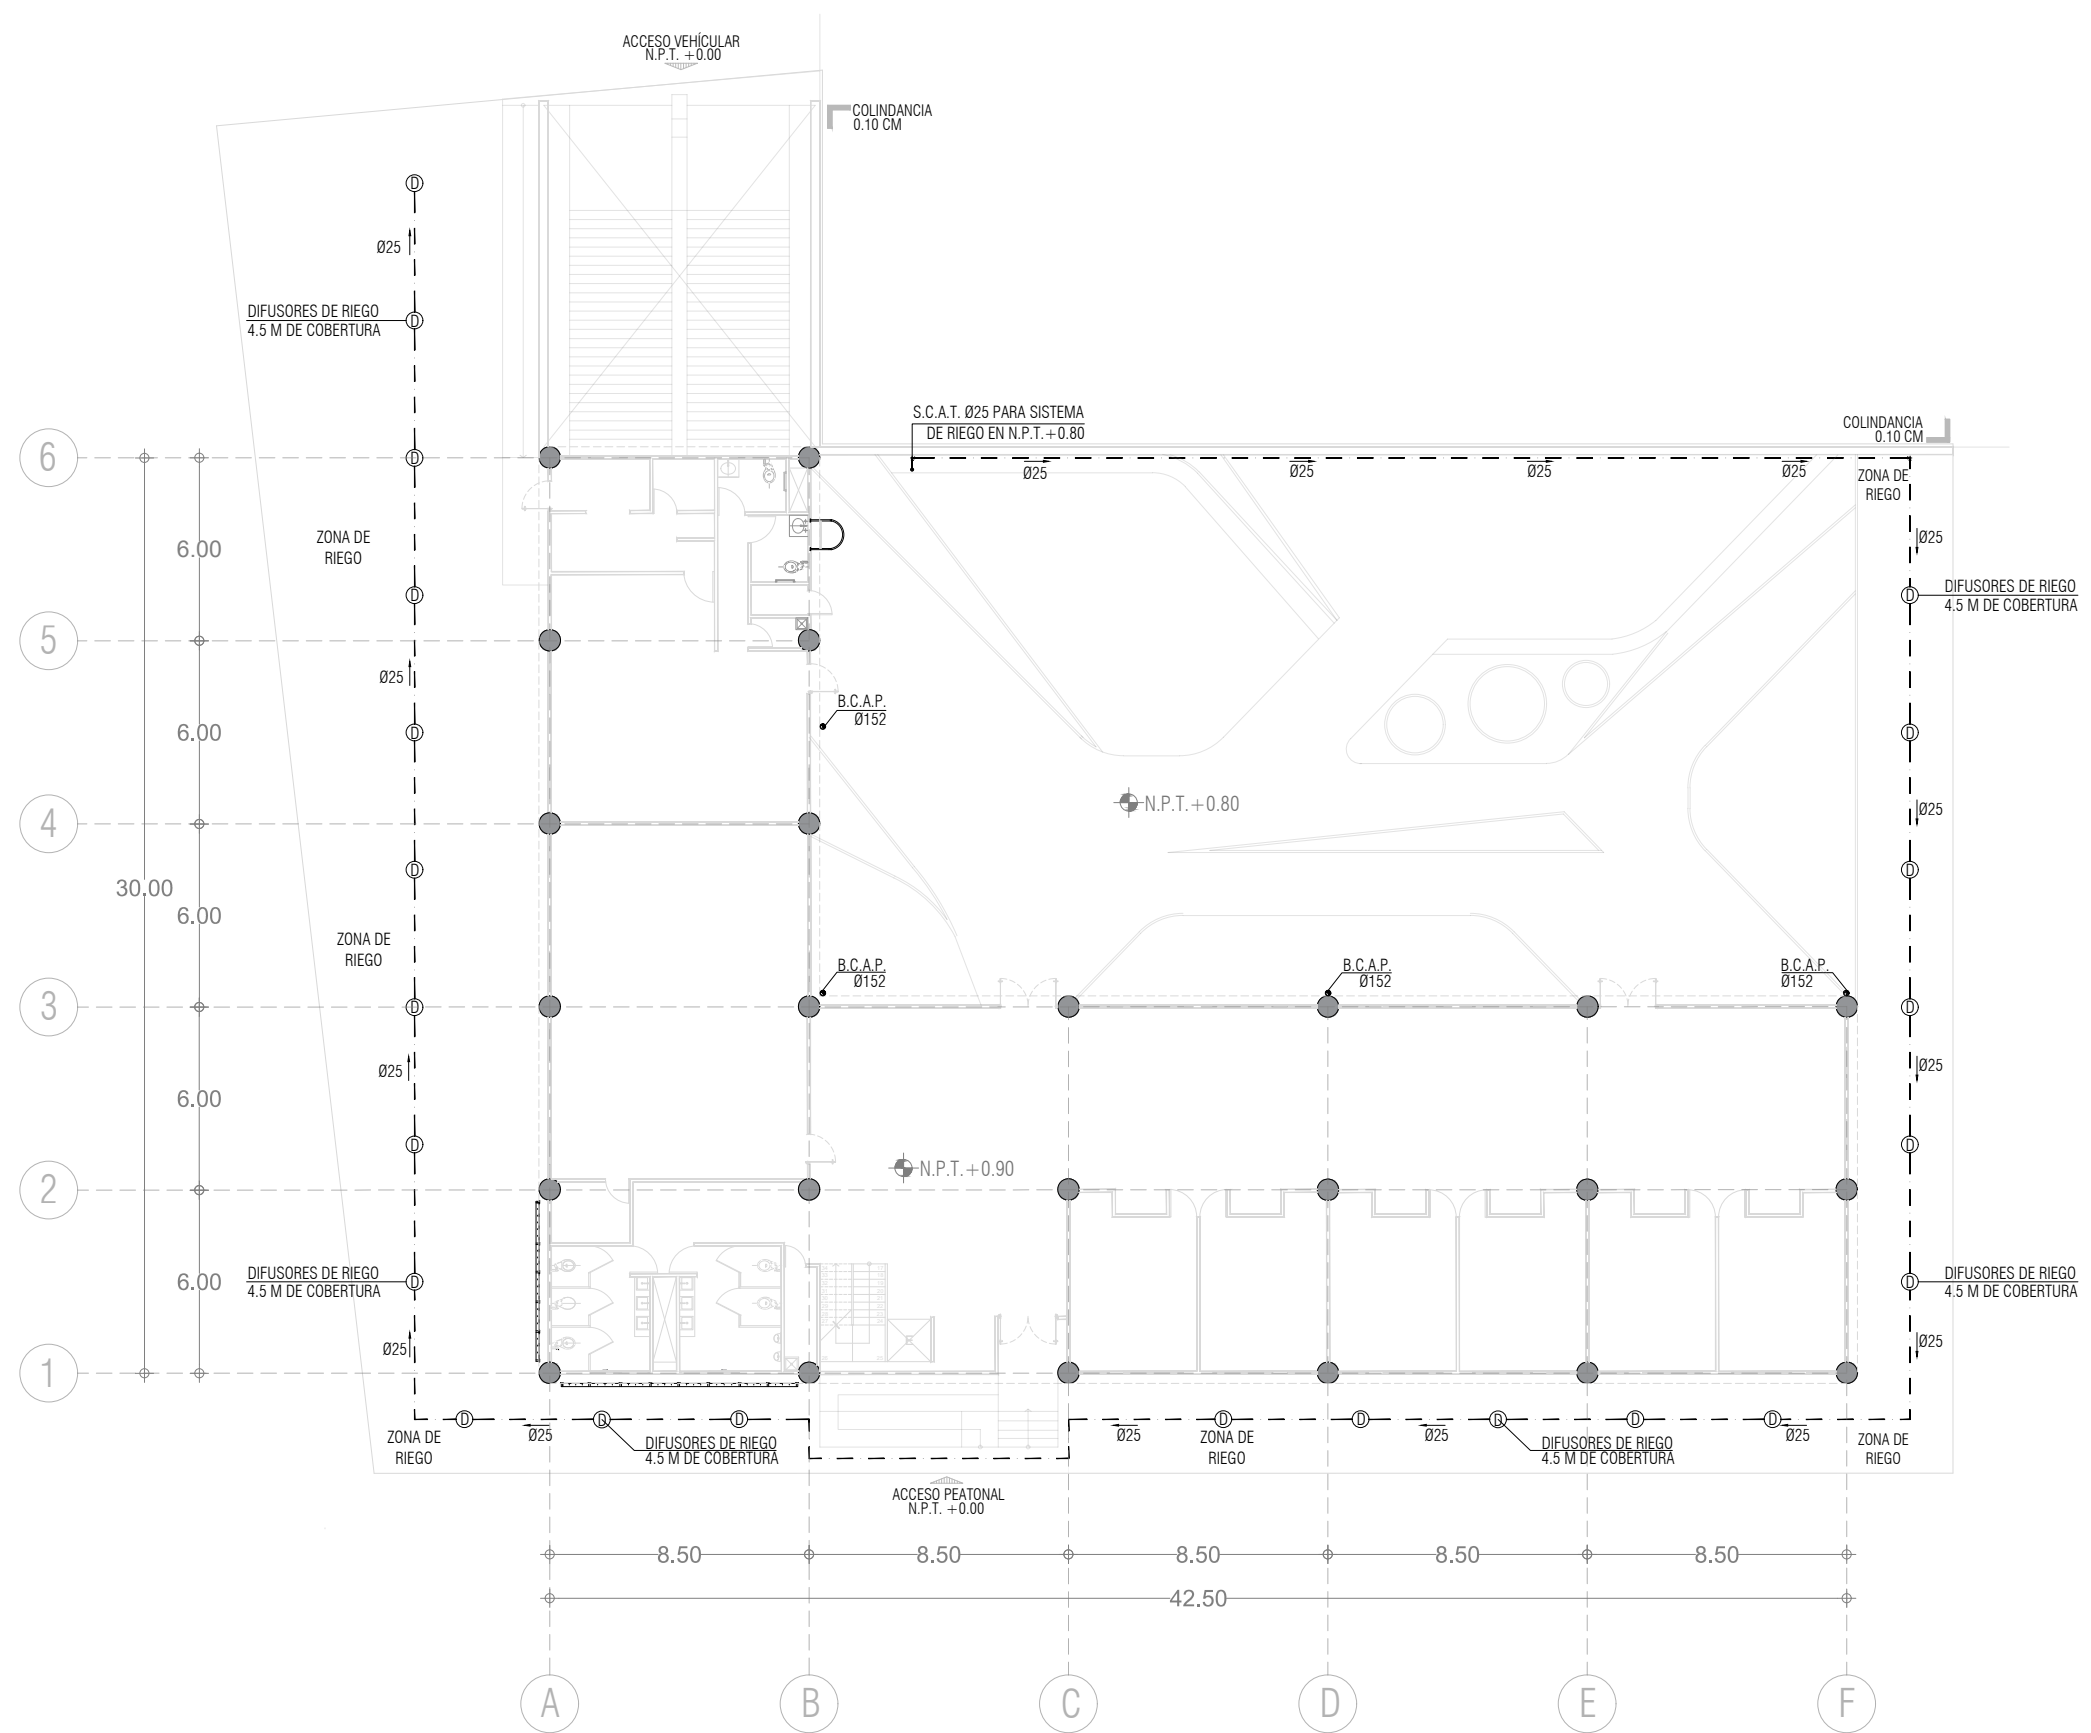 ACCESO VEHÍCULAR
N.P.T. +0.00
COLINDANCIA
0.10 CM
D
Ø25
DIFUSORES DE RIEGO
4.5 M DE COBERTURA
D
S.C.A.T. Ø25 PARA SISTEMA
DE RIEGO EN N.P.T.+0.80
COLINDANCIA
0.10 CM
6
D
Ø25
Ø25
Ø25
Ø25
ZONA DE
RIEGO
ZONA DE
RIEGO
6.00
Ø25
D
DIFUSORES DE RIEGO
4.5 M DE COBERTURA
D
5
Ø25
B.C.A.P.
Ø152
6.00
D
D
4
N.P.T.+0.80
Ø25
D
D
30.00
6.00
ZONA DE
RIEGO
B.C.A.P.
Ø152
B.C.A.P.
Ø152
B.C.A.P.
Ø152
3
D
D
Ø25
Ø25
6.00
D
D
2
N.P.T.+0.90
6.00
DIFUSORES DE RIEGO
4.5 M DE COBERTURA
D
D
DIFUSORES DE RIEGO
4.5 M DE COBERTURA
Ø25
Ø25
1
D
D
D
D
D
D
D
D
ZONA DE
RIEGO
Ø25
DIFUSORES DE RIEGO
4.5 M DE COBERTURA
Ø25
ZONA DE
RIEGO
Ø25
DIFUSORES DE RIEGO
4.5 M DE COBERTURA
Ø25
ZONA DE
RIEGO
ACCESO PEATONAL
N.P.T. +0.00
8.50
8.50
8.50
8.50
8.50
42.50
A
B
C
D
E
F